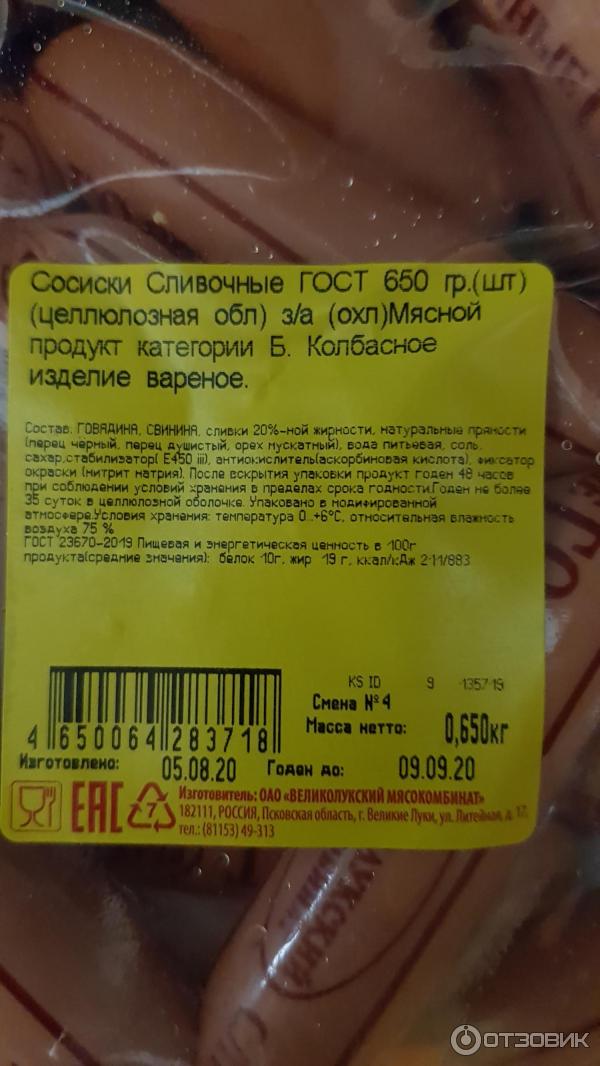 Сосиски Сливочные ГОСТ 650 гр.(шт)
(целлюлозная обл) з/а (охл)Мясной
продукт категории Б. Колбасное
изделие вареное.
Состав: ГОВЯДИНА, СВИНИНА, сливки 20%-ной жирности, натуральные пряности
(перец черный, перец душистый, орех мускатный), вода питьевая, соль,
сахар,стабилизатор( Е450 iii), антиокислитель(аскорбиновая кислота), фиксатор
окраски (нитрит натрия). После вскрытия упаковки продукт годен 48 часов
при соблюдении условий хранения в пределах срока годности.Годен не более
35 суток в целлюлозной оболочке. Упаковано в модифированной
атмосфере.Условия хранения: температура 0..+6°С, относительная влажность
воздуха 75 %
ГОСТ 23670-2019 Пищевая и энергетическая ценность в 100г
продукта(средние значения): белок 10г, жир 19 г, ккал/кДж 211/883
KS ID 9 1357 19
Смена №4
Масса нетто: 0,650кг
4 650064 283718
Изготовлено: 05.08.20 Годен до: 09.09.20
ЕАС 7 Изготовитель: ОАО «ВЕЛИКОЛУКСКИЙ МЯСОКОМБИНАТ»
182111, РОССИЯ, Псковская область, г. Великие Луки, ул. Литейная, д. 17,
тел.: (81153) 49-313
ОТЗОВИК